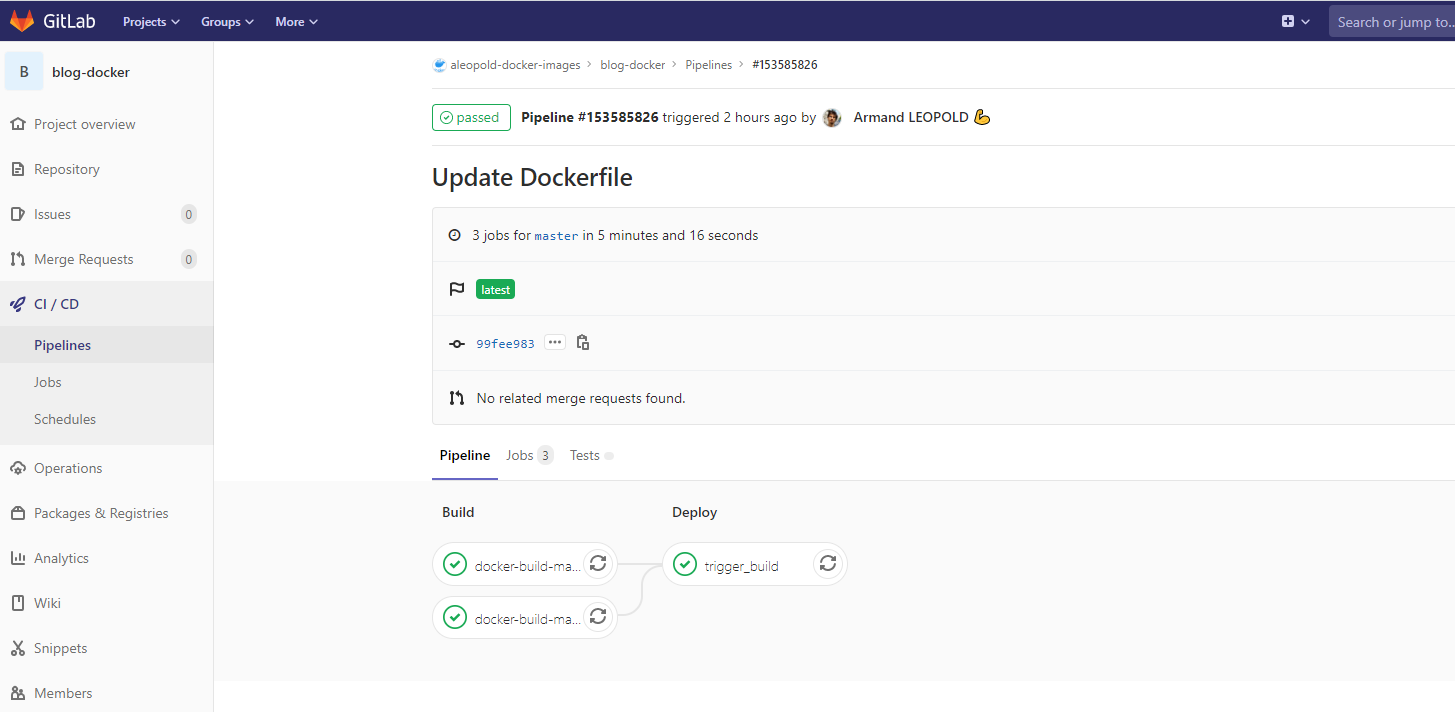 GitLab Projects Groups More Search or jump to...
B blog-docker
Project overview
Repository
Issues 0
Merge Requests 0
CI / CD
Pipelines
Jobs
Schedules
Operations
Packages & Registries
Analytics
Wiki
Snippets
Members
aleopold-docker-images > blog-docker > Pipelines > #153585826
passed Pipeline #153585826 triggered 2 hours ago by Armand LEOPOLD 💪
Update Dockerfile
3 jobs for master in 5 minutes and 16 seconds
latest
99fee983 ...
No related merge requests found.
Pipeline Jobs 3 Tests
Build Deploy
docker-build-ma... trigger_build
docker-build-ma...